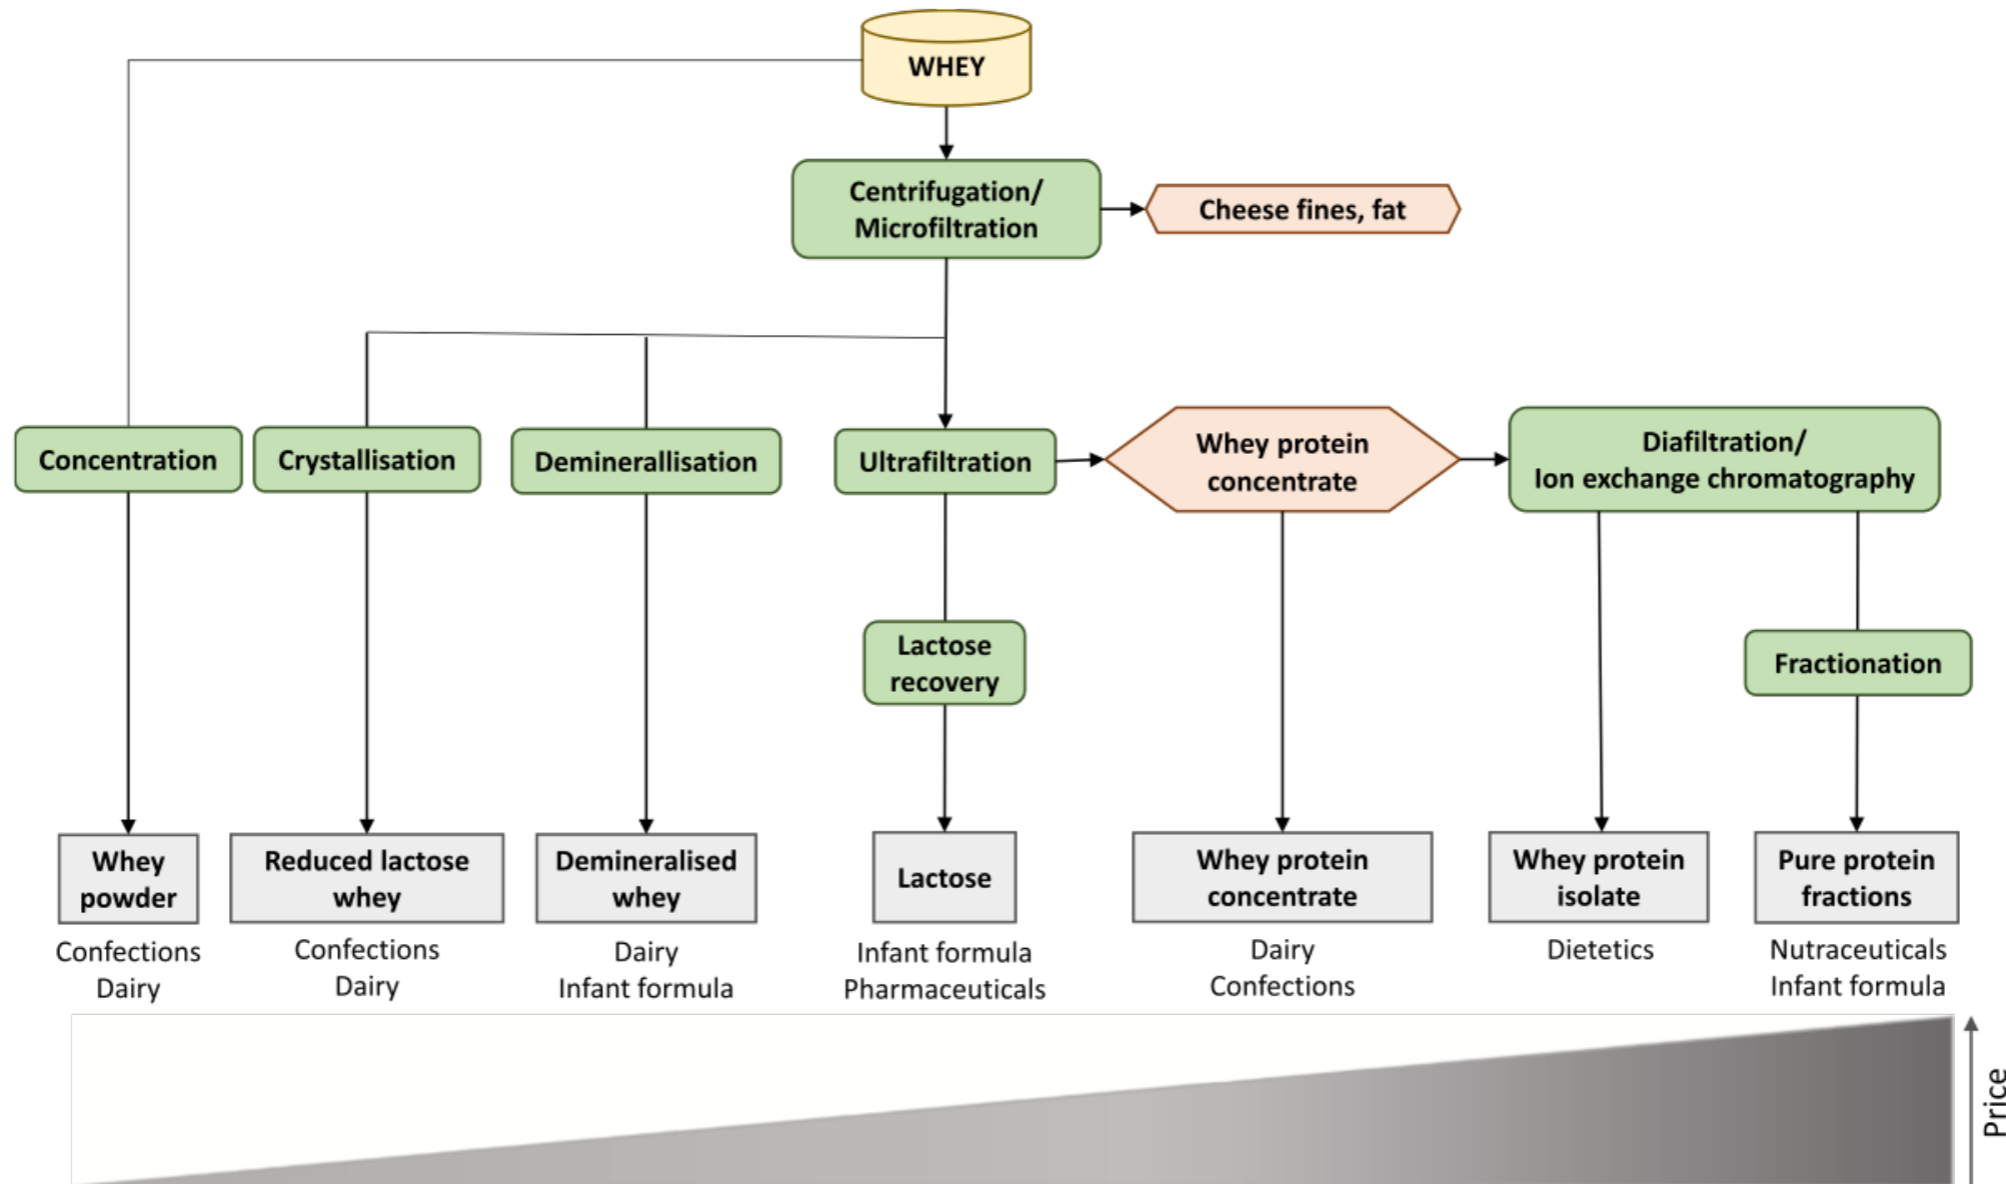 WHEY
Centrifugation/
Microfiltration
Cheese fines, fat
Concentration
Crystallisation
Deminerallisation
Ultrafiltration
Whey protein
concentrate
Diafiltration/
Ion exchange chromatography
Lactose
recovery
Fractionation
Whey
powder
Reduced lactose
whey
Demineralised
whey
Lactose
Whey protein
concentrate
Whey protein
isolate
Pure protein
fractions
Confections
Dairy
Confections
Dairy
Dairy
Infant formula
Infant formula
Pharmaceuticals
Dairy
Confections
Dietetics
Nutraceuticals
Infant formula
Price